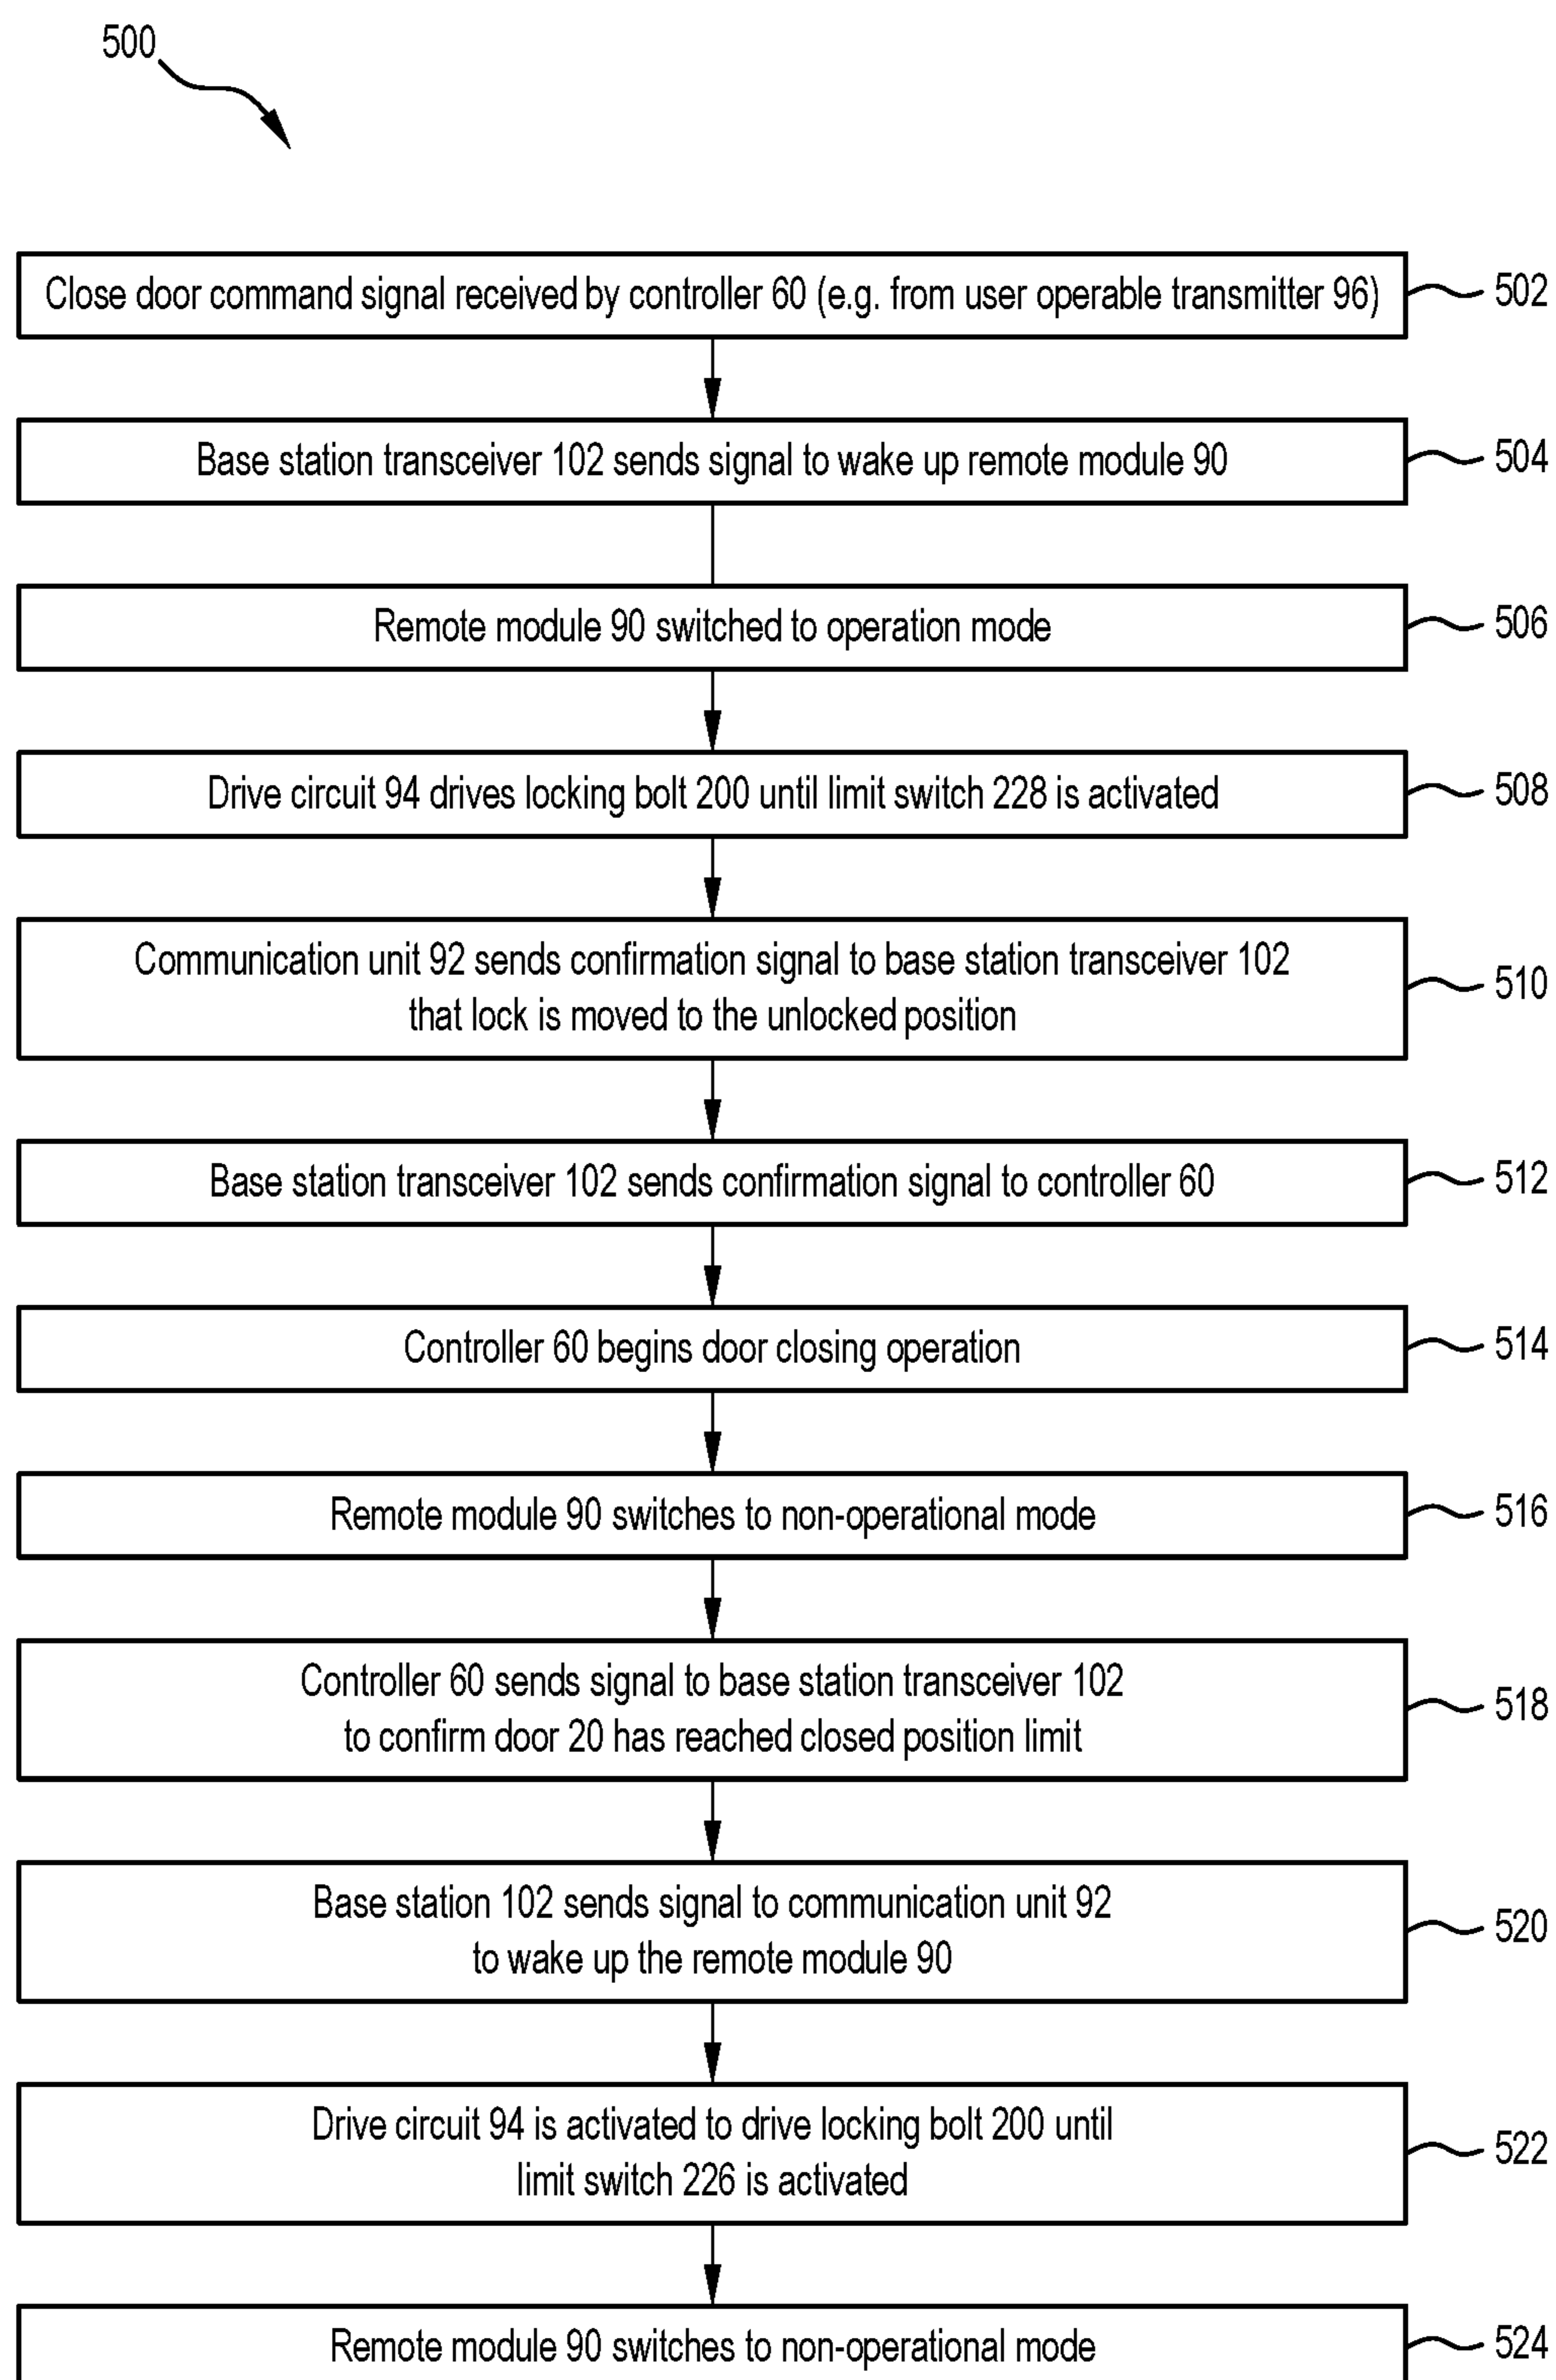 500
Close door command signal received by controller 60 (e.g. from user operable transmitter 96)
502
Base station transceiver 102 sends signal to wake up remote module 90
504
Remote module 90 switched to operation mode
506
Drive circuit 94 drives locking bolt 200 until limit switch 228 is activated
508
Communication unit 92 sends confirmation signal to base station transceiver 102
that lock is moved to the unlocked position
510
Base station transceiver 102 sends confirmation signal to controller 60
512
Controller 60 begins door closing operation
514
Remote module 90 switches to non-operational mode
516
Controller 60 sends signal to base station transceiver 102
to confirm door 20 has reached closed position limit
518
Base station 102 sends signal to communication unit 92
to wake up the remote module 90
520
Drive circuit 94 is activated to drive locking bolt 200 until
limit switch 226 is activated
522
Remote module 90 switches to non-operational mode
524